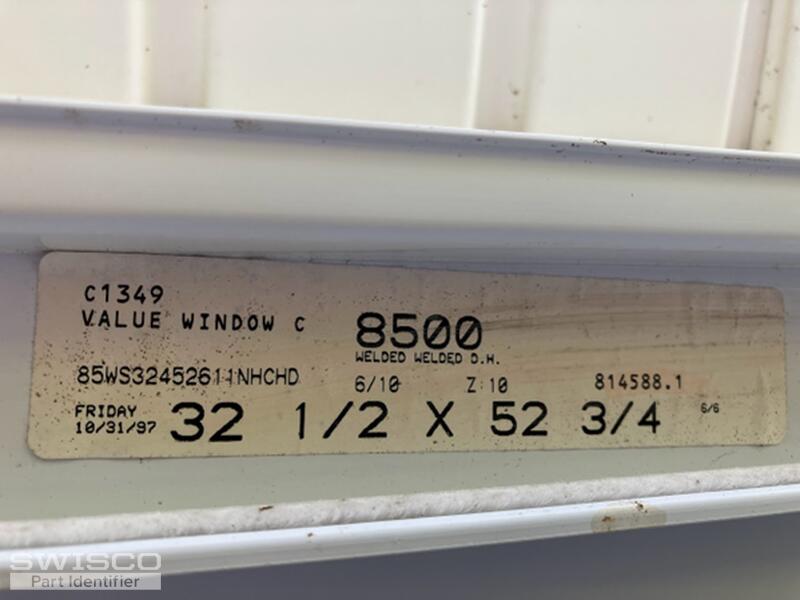 C1349
VALUE WINDOW C
8500
WELDED WELDED D.H.
85WS32452611NHCHD 6/10 Z:10 814588.1
FRIDAY
10/31/97
32 1/2 X 52 3/4 6/6
SWISCO
Part Identifier